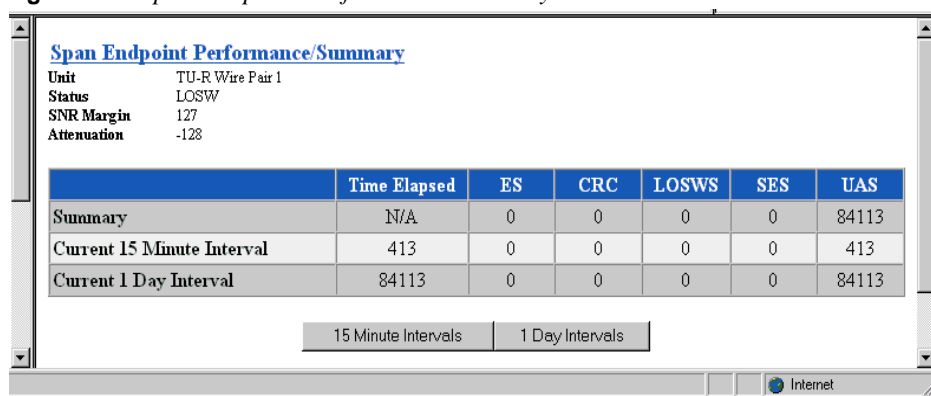 Span Endpoint Performance/Summary
Unit TU-R Wire Pair 1
Status LOSW
SNR Margin 127
Attenuation -128
Time Elapsed ES CRC LOSWS SES UAS
Summary N/A 0 0 0 0 84113
Current 15 Minute Interval 413 0 0 0 0 413
Current 1 Day Interval 84113 0 0 0 0 84113
15 Minute Intervals 1 Day Intervals
Internet